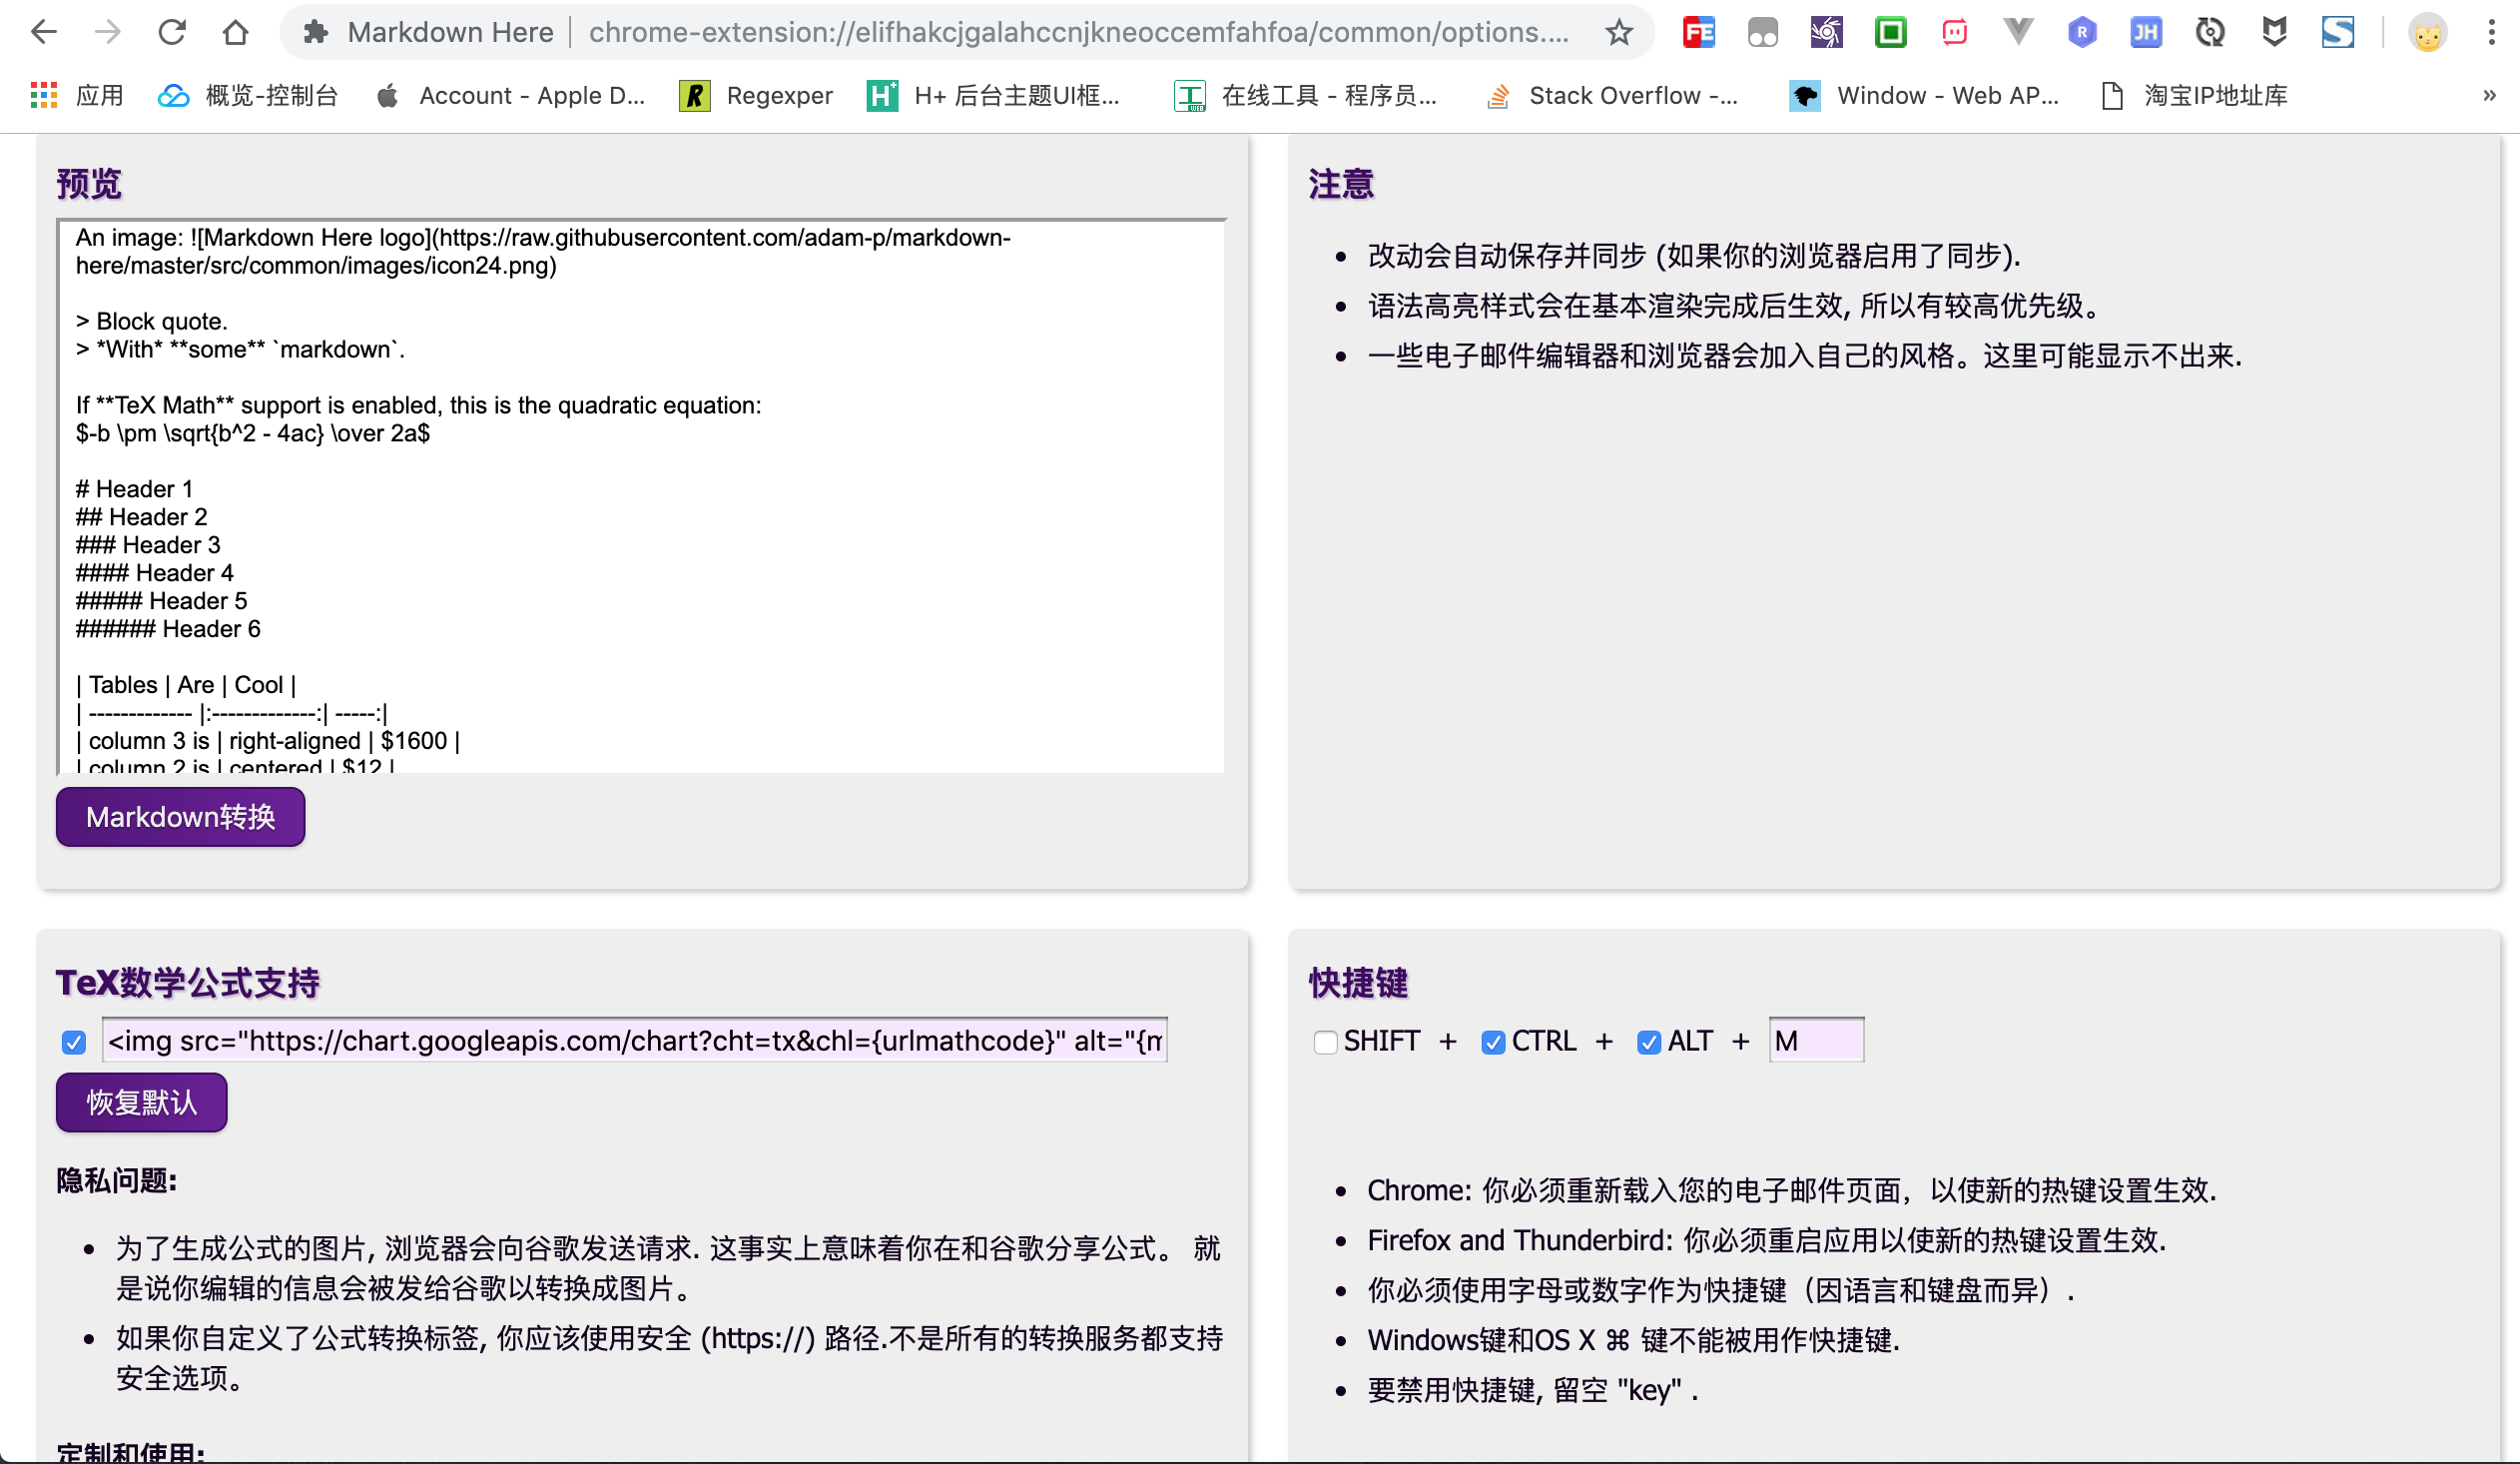 Markdown Here
chrome-extension://elifhakcjgalahccnjkneoccemfahfoa/common/options....
FE
R
JH
应用
概览-控制台
Account - Apple D...
R
Regexper
H+
H+ 后台主题UI框...
工
WEB
在线工具 - 程序员...
Stack Overflow -...
Window - Web AP...
淘宝IP地址库
»
预览
An image: ![Markdown Here logo](https://raw.githubusercontent.com/adam-p/markdown-
here/master/src/common/images/icon24.png)
> Block quote.
> *With* **some** `markdown`.
If **TeX Math** support is enabled, this is the quadratic equation:
$-b \pm \sqrt{b^2 - 4ac} \over 2a$
# Header 1
## Header 2
### Header 3
#### Header 4
##### Header 5
###### Header 6
| Tables | Are | Cool |
| ------------- |:-------------:| -----:|
| column 3 is | right-aligned | $1600 |
| column 2 is | centered | $12 |
Markdown转换
注意
• 改动会自动保存并同步 (如果你的浏览器启用了同步).
• 语法高亮样式会在基本渲染完成后生效, 所以有较高优先级。
• 一些电子邮件编辑器和浏览器会加入自己的风格。这里可能显示不出来.
TeX数学公式支持
<img src="https://chart.googleapis.com/chart?cht=tx&chl={urlmathcode}" alt="{m
恢复默认
隐私问题:
• 为了生成公式的图片, 浏览器会向谷歌发送请求. 这事实上意味着你在和谷歌分享公式。 就
是说你编辑的信息会被发给谷歌以转换成图片。
• 如果你自定义了公式转换标签, 你应该使用安全 (https://) 路径.不是所有的转换服务都支持
安全选项。
定制和使用:
快捷键
SHIFT + CTRL + ALT + M
• Chrome: 你必须重新载入您的电子邮件页面，以使新的热键设置生效.
• Firefox and Thunderbird: 你必须重启应用以使新的热键设置生效.
• 你必须使用字母或数字作为快捷键（因语言和键盘而异）.
• Windows键和OS X ⌘ 键不能被用作快捷键.
• 要禁用快捷键, 留空 "key" .